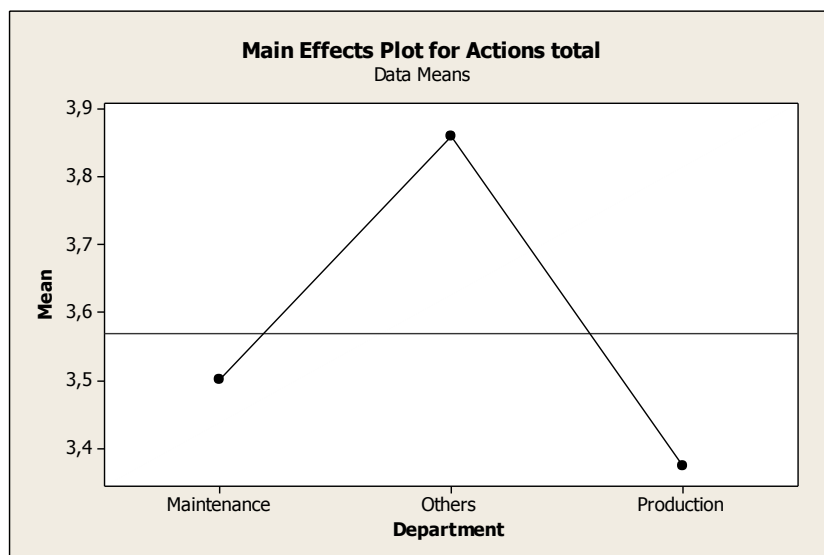 Main Effects Plot for Actions total
Data Means
3,9
3,8
3,7
3,6
3,5
3,4
Mean
Maintenance
Others
Production
Department